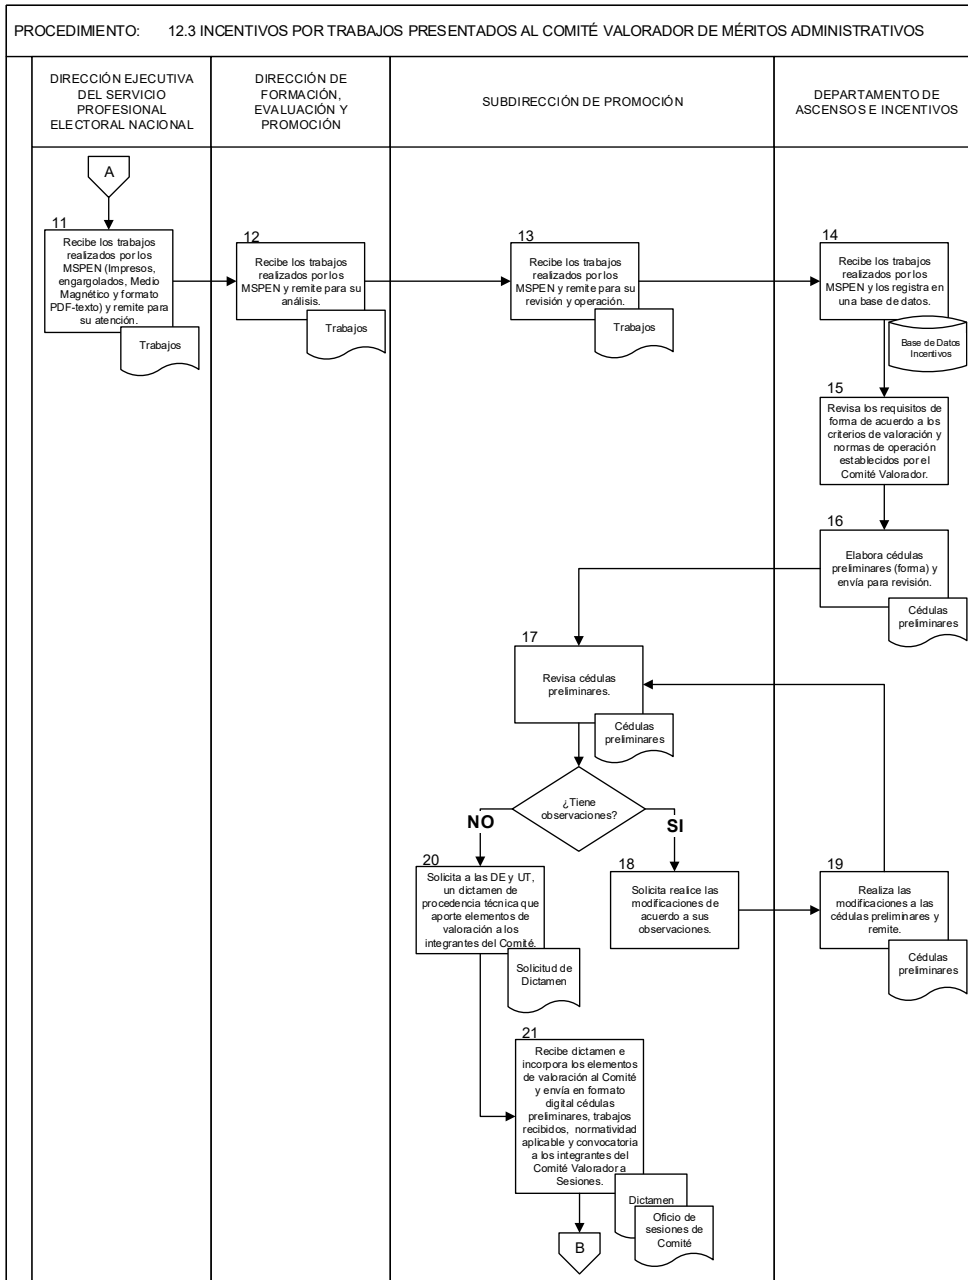 PROCEDIMIENTO: 12.3 INCENTIVOS POR TRABAJOS PRESENTADOS AL COMITÉ VALORADOR DE MÉRITOS ADMINISTRATIVOS
DIRECCIÓN EJECUTIVA
DEL SERVICIO
PROFESIONAL
ELECTORAL NACIONAL
DIRECCIÓN DE
FORMACIÓN,
EVALUACIÓN Y
PROMOCIÓN
SUBDIRECCIÓN DE PROMOCIÓN
DEPARTAMENTO DE
ASCENSOS E INCENTIVOS
A
11
Recibe los trabajos
realizados por los
MSPEN (Impresos,
engargolados, Medio
Magnético y formato
PDF-texto) y remite para
su atención.
Trabajos
12
Recibe los trabajos
realizados por los
MSPEN y remite para su
análisis.
Trabajos
13
Recibe los trabajos
realizados por los
MSPEN y remite para su
revisión y operación.
Trabajos
14
Recibe los trabajos
realizados por los
MSPEN y los registra en
una base de datos.
Base de Datos
Incentivos
15
Revisa los requisitos de
forma de acuerdo a los
criterios de valoración y
normas de operación
establecidos por el
Comité Valorador.
16
Elabora cédulas
preliminares (forma) y
envía para revisión.
Cédulas
preliminares
17
Revisa cédulas
preliminares.
Cédulas
preliminares
¿Tiene
observaciones?
NO
SI
20
Solicita a las DE y UT,
un dictamen de
procedencia técnica que
aporte elementos de
valoración a los
integrantes del Comité.
Solicitud de
Dictamen
18
Solicita realice las
modificaciones de
acuerdo a sus
observaciones.
19
Realiza las
modificaciones a las
cédulas preliminares y
remite.
Cédulas
preliminares
21
Recibe dictamen e
incorpora los elementos
de valoración al Comité
y envía en formato
digital cédulas
preliminares, trabajos
recibidos, normatividad
aplicable y convocatoria
a los integrantes del
Comité Valorador a
Sesiones.
Dictamen
Oficio de
sesiones de
Comité
B